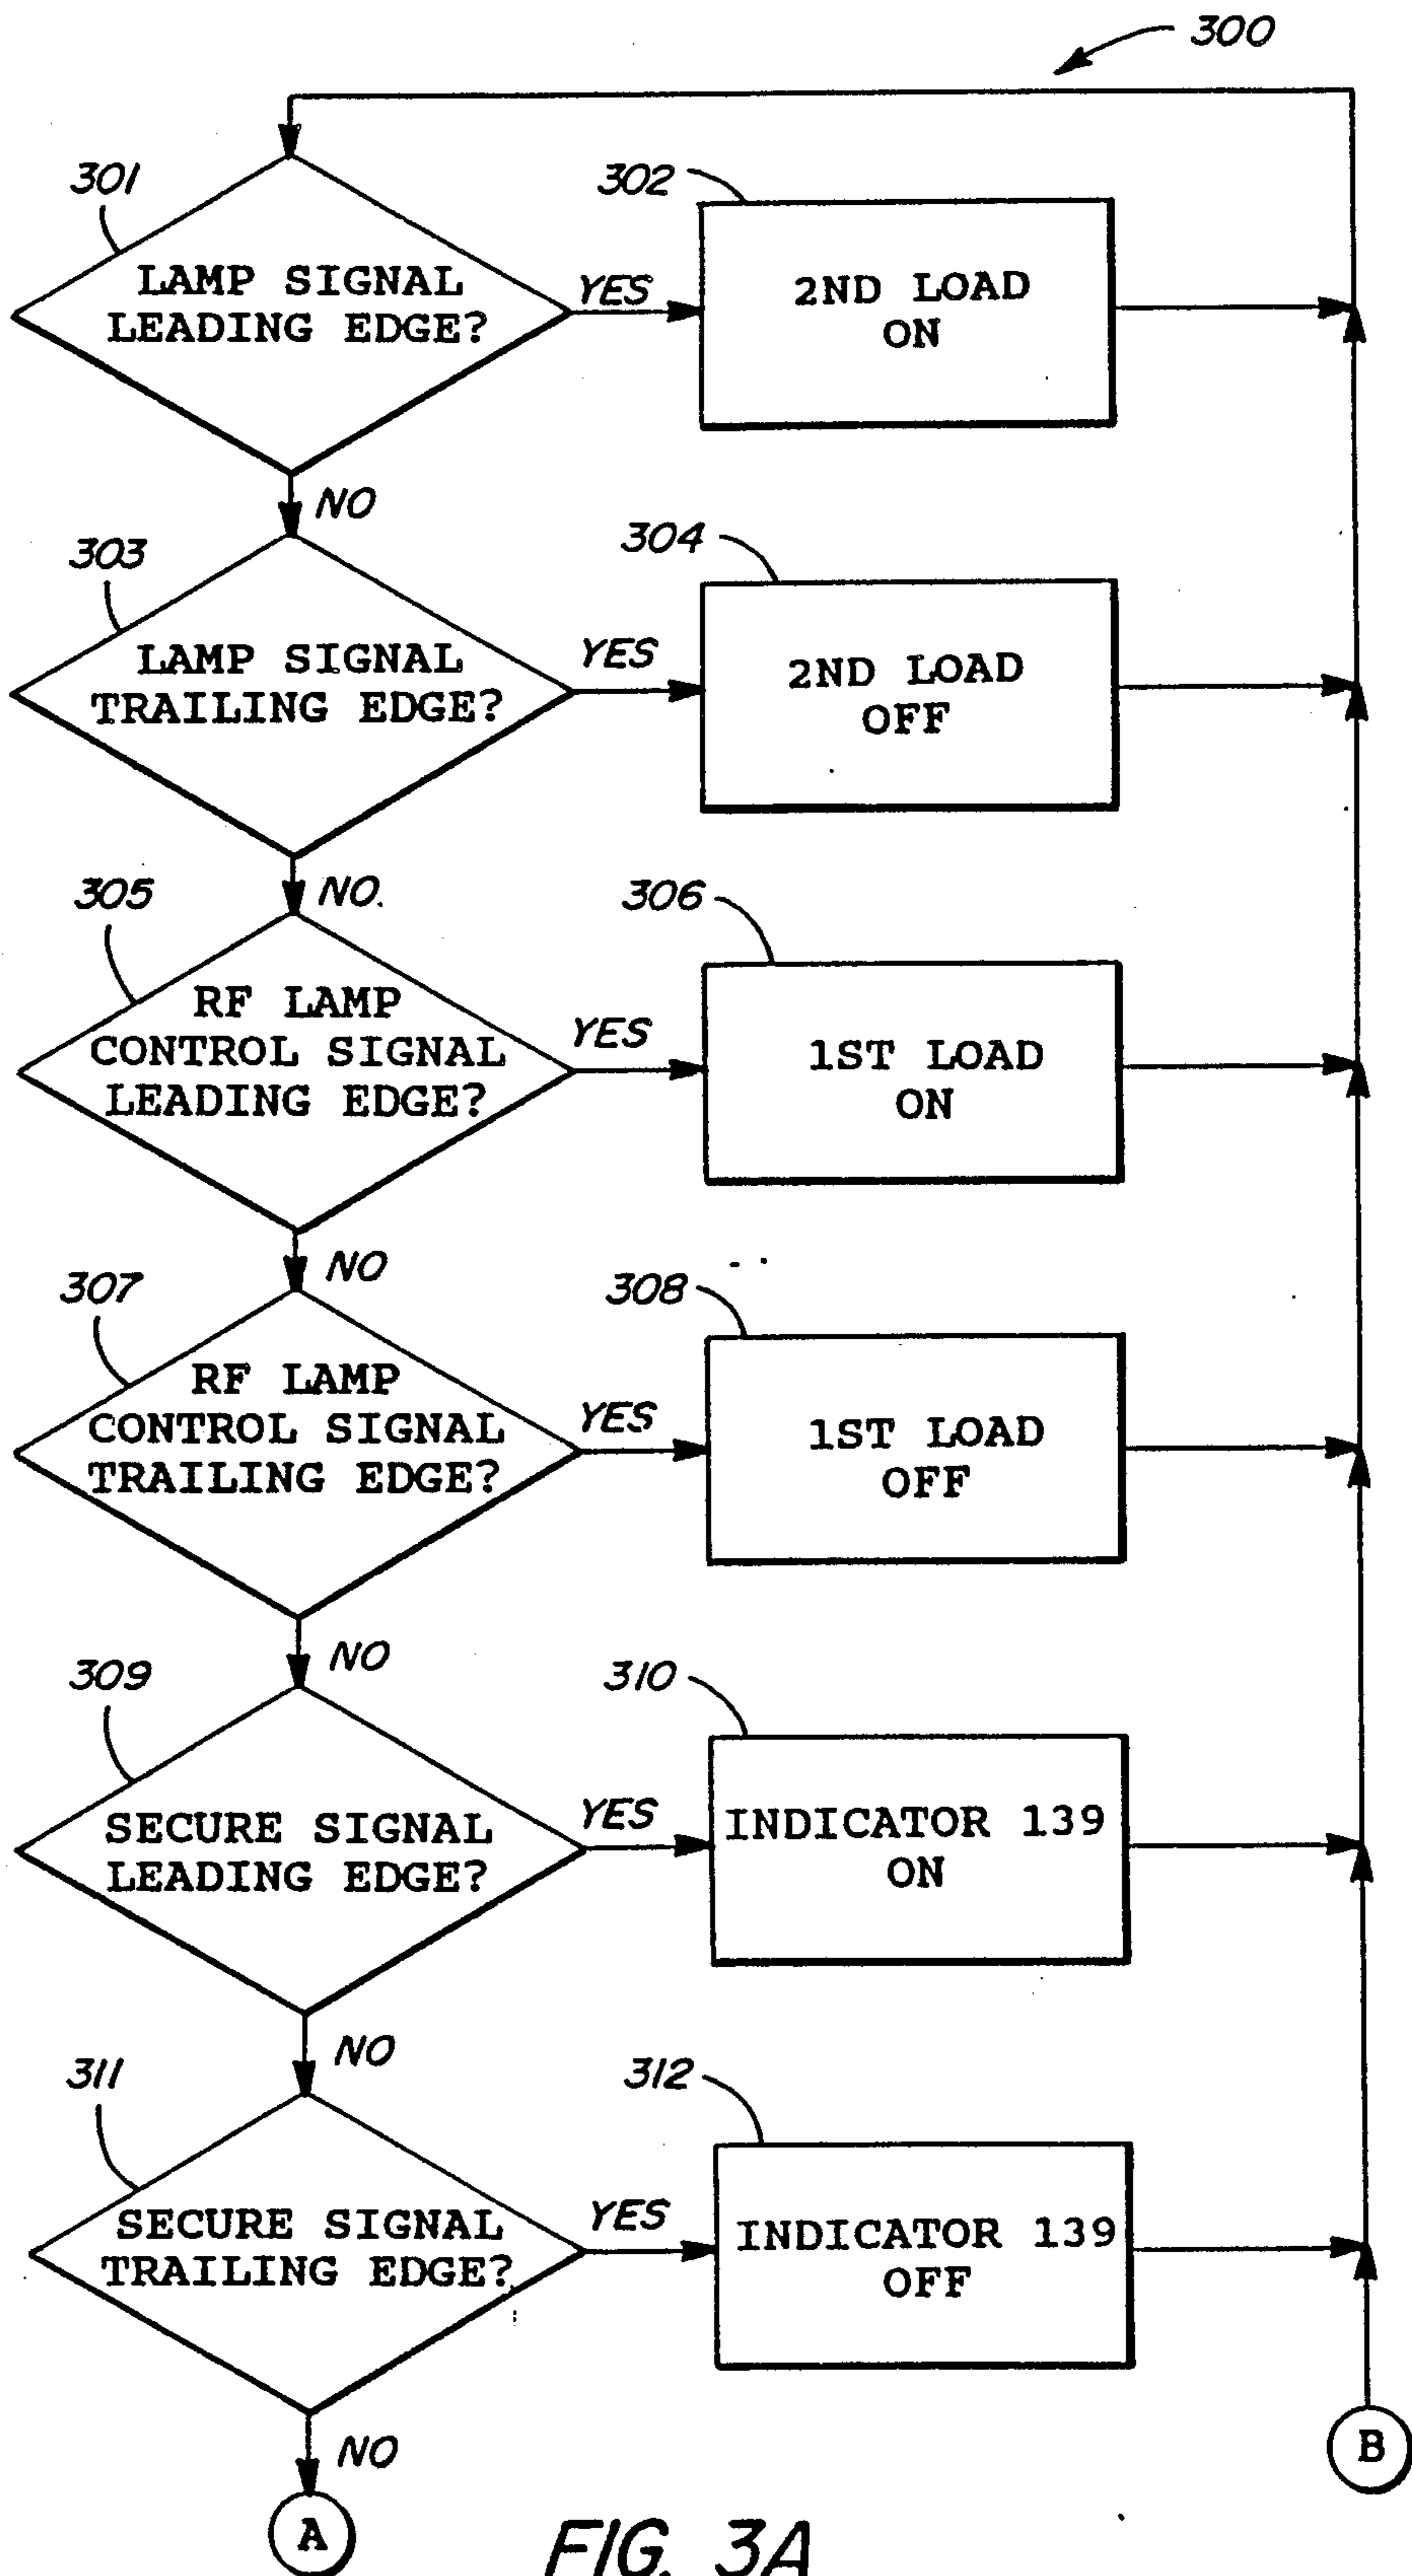 300
301
LAMP SIGNAL
LEADING EDGE?
YES
302
2ND LOAD
ON
NO
303
LAMP SIGNAL
TRAILING EDGE?
YES
304
2ND LOAD
OFF
NO.
305
RF LAMP
CONTROL SIGNAL
LEADING EDGE?
YES
306
1ST LOAD
ON
NO
307
RF LAMP
CONTROL SIGNAL
TRAILING EDGE?
YES
308
1ST LOAD
OFF
NO
309
SECURE SIGNAL
LEADING EDGE?
YES
310
INDICATOR 139
ON
NO
311
SECURE SIGNAL
TRAILING EDGE?
YES
312
INDICATOR 139
OFF
NO
A
B
FIG. 3A